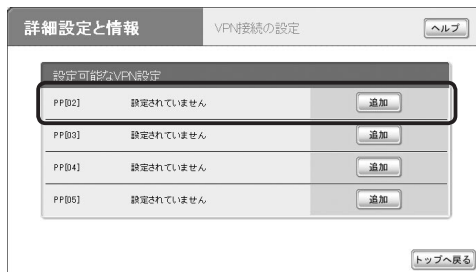 詳細設定と情報 VPN接続の設定 ヘルプ
設定可能なVPN設定
PP[02] 設定されていません 追加
PP[03] 設定されていません 追加
PP[04] 設定されていません 追加
PP[05] 設定されていません 追加
トップへ戻る